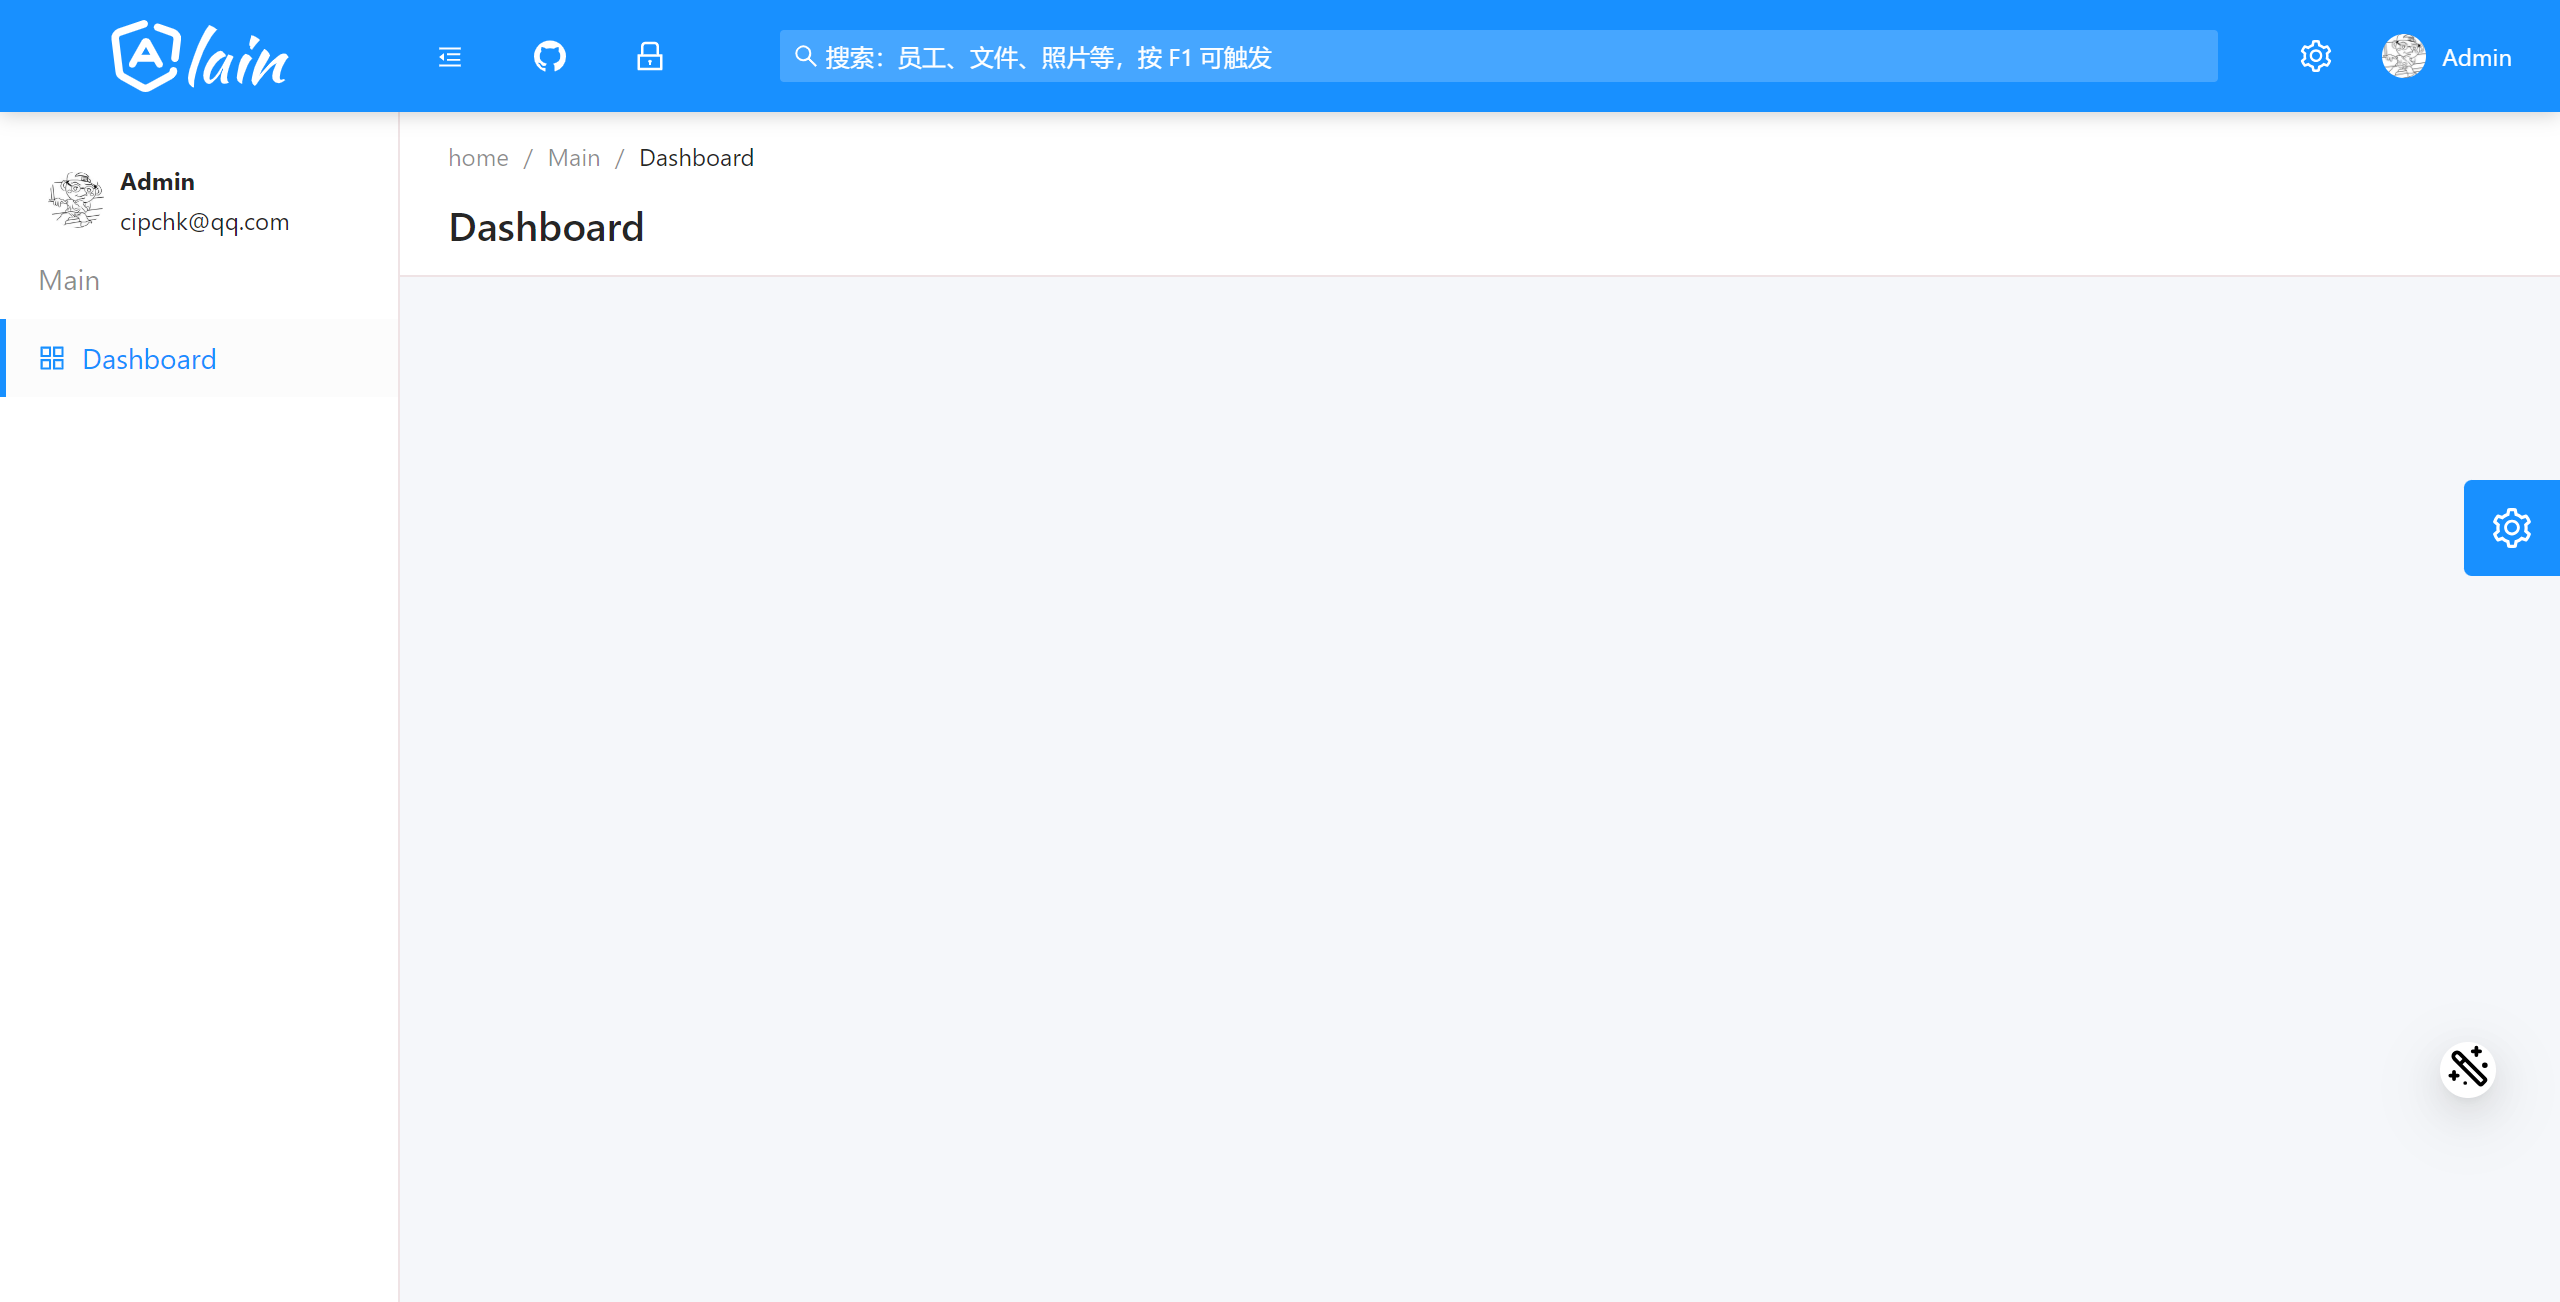 Alain
搜索：员工、文件、照片等，按 F1 可触发
Admin
Admin
cipchk@qq.com
Main
Dashboard
home / Main / Dashboard
Dashboard